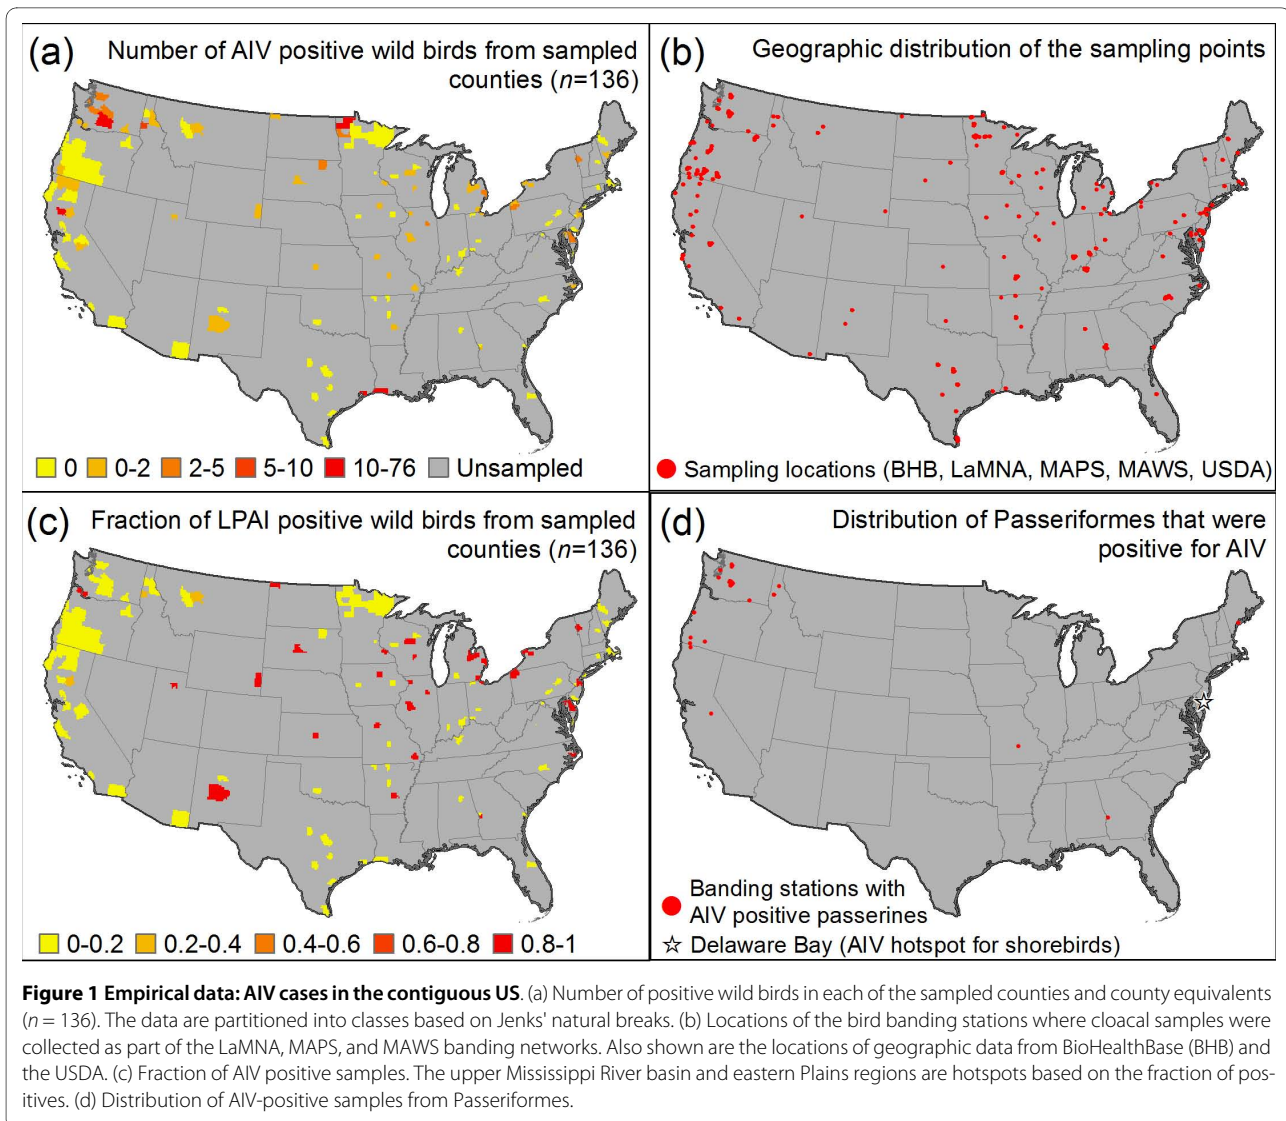 (a) Number of AIV positive wild birds from sampled
counties (n=136)
0 0-2 2-5 5-10 10-76 Unsampled
(b) Geographic distribution of the sampling points
Sampling locations (BHB, LaMNA, MAPS, MAWS, USDA)
(c) Fraction of LPAI positive wild birds from sampled
counties (n=136)
0-0.2 0.2-0.4 0.4-0.6 0.6-0.8 0.8-1
(d) Distribution of Passeriformes that were
positive for AIV
Banding stations with
AIV positive passerines
Delaware Bay (AIV hotspot for shorebirds)
Figure 1 Empirical data: AIV cases in the contiguous US. (a) Number of positive wild birds in each of the sampled counties and county equivalents
(n = 136). The data are partitioned into classes based on Jenks' natural breaks. (b) Locations of the bird banding stations where cloacal samples were
collected as part of the LaMNA, MAPS, and MAWS banding networks. Also shown are the locations of geographic data from BioHealthBase (BHB) and
the USDA. (c) Fraction of AIV positive samples. The upper Mississippi River basin and eastern Plains regions are hotspots based on the fraction of pos-
itives. (d) Distribution of AIV-positive samples from Passeriformes.